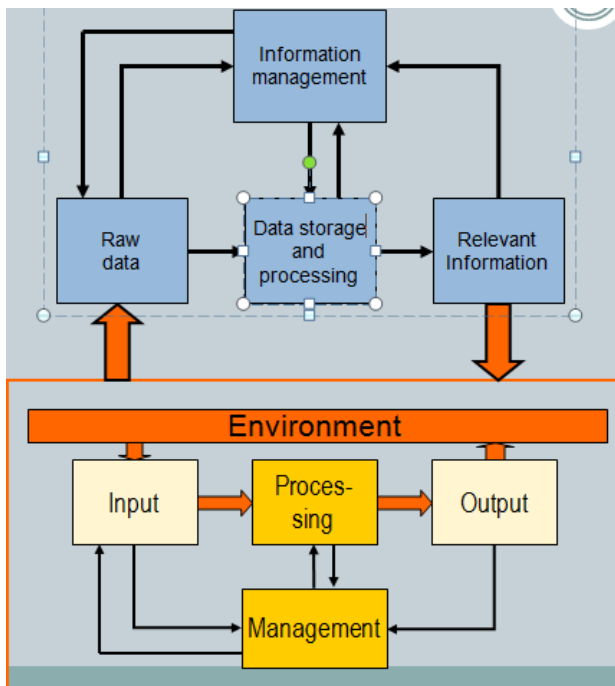 Information
management
Raw
data
Data storage
and
processing
Relevant
Information
Environment
Input
Proces-
sing
Output
Management